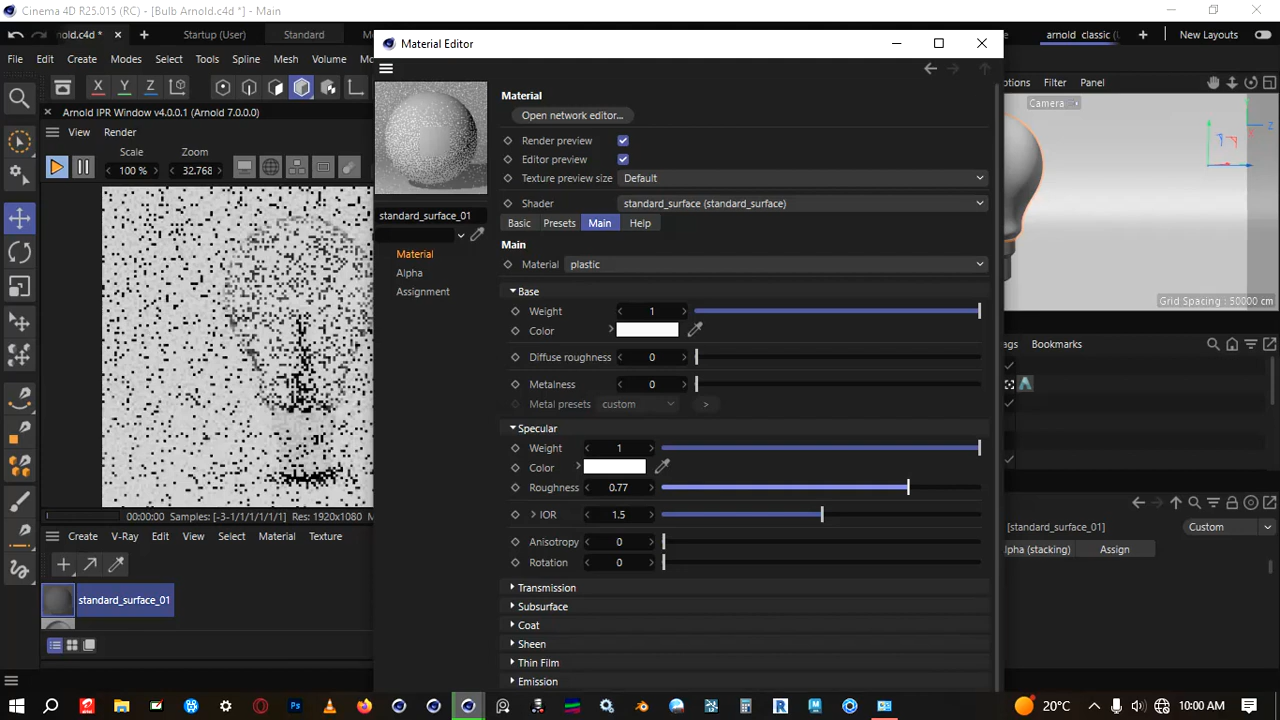 Cinema 4D R25.015 (RC) - [Bulb Arnold.c4d *] - Main
nold.c4d *
Startup (User)
Standard
arnold_classic (
New Layouts
File Edit Create Modes Select Tools Spline Mesh Volume
X Y Z
Arnold IPR Window v4.0.0.1 (Arnold 7.0.0.0)
View Render
Scale
Zoom
100 %
32.768
00:00:00 Samples: [-3-1/1/1/1/1/1] Res: 1920x1080
Create V-Ray Edit View Select Material Texture
standard_surface_01
Material Editor
standard_surface_01
Material
Alpha
Assignment
Material
Open network editor...
Render preview
Editor preview
Texture preview size Default
Shader standard_surface (standard_surface)
Basic Presets Main Help
Main
Material plastic
Base
Weight 1
Color
Diffuse roughness 0
Metalness 0
Metal presets custom >
Specular
Weight 1
Color
Roughness 0.77
IOR 1.5
Anisotropy 0
Rotation 0
Transmission
Subsurface
Coat
Sheen
Thin Film
Emission
Options Filter Panel
Camera
Grid Spacing : 50000 cm
ags Bookmarks
[standard_surface_01]
Custom
lpha (stacking)
Assign
20°C
10:00 AM